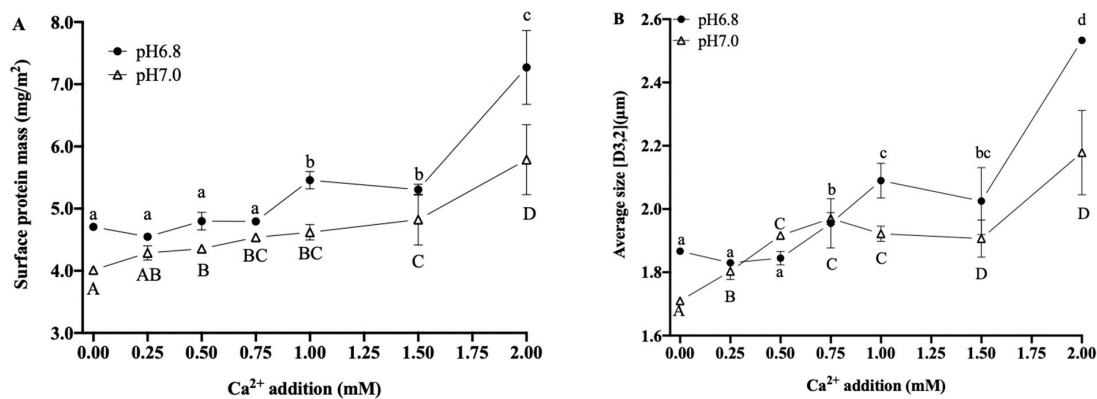 A
8.0
7.0
6.0
5.0
4.0
3.0
Surface protein mass (mg/m²)
pH6.8
pH7.0
a
a
a
a
b
b
c
A
AB
B
BC
BC
C
D
0.00 0.25 0.50 0.75 1.00 1.25 1.50 1.75 2.00
Ca²⁺ addition (mM)
B
2.6
2.4
2.2
2.0
1.8
1.6
Average size [D3,2](μm)
pH6.8
pH7.0
a
a
a
b
c
bc
d
A
B
C
C
C
D
D
0.00 0.25 0.50 0.75 1.00 1.25 1.50 1.75 2.00
Ca²⁺ addition (mM)